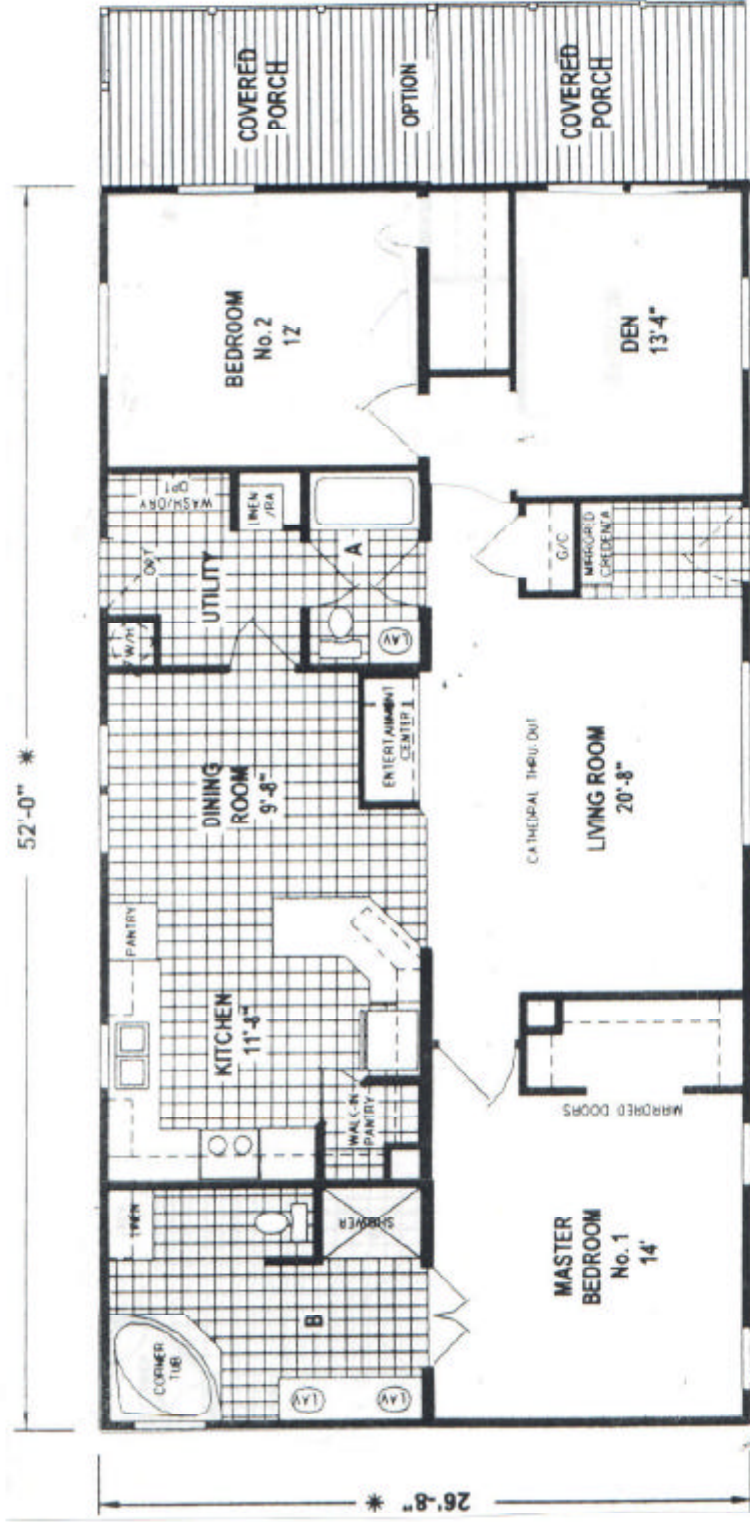 52'-0" *
26'-8" *
COVERED
PORCH
OPTION
COVERED
PORCH
BEDROOM
No. 2
12
DEN
13'4"
WASH/DRY
OPT
OPT
LINEN
/RA
UTILITY
W/H
A
LAV
G/C
MIRRORED
CREDENZA
DINING
ROOM
9'-8"
ENTERTAINMENT
CENTER
CATHEDRAL THRU.OUT
LIVING ROOM
20'-8"
PANTRY
KITCHEN
11'-8"
WALK-IN
PANTRY
MIRRORED DOORS
LINEN
SHOWER
B
CORNER
TUB
LAV
LAV
MASTER
BEDROOM
No. 1
14'